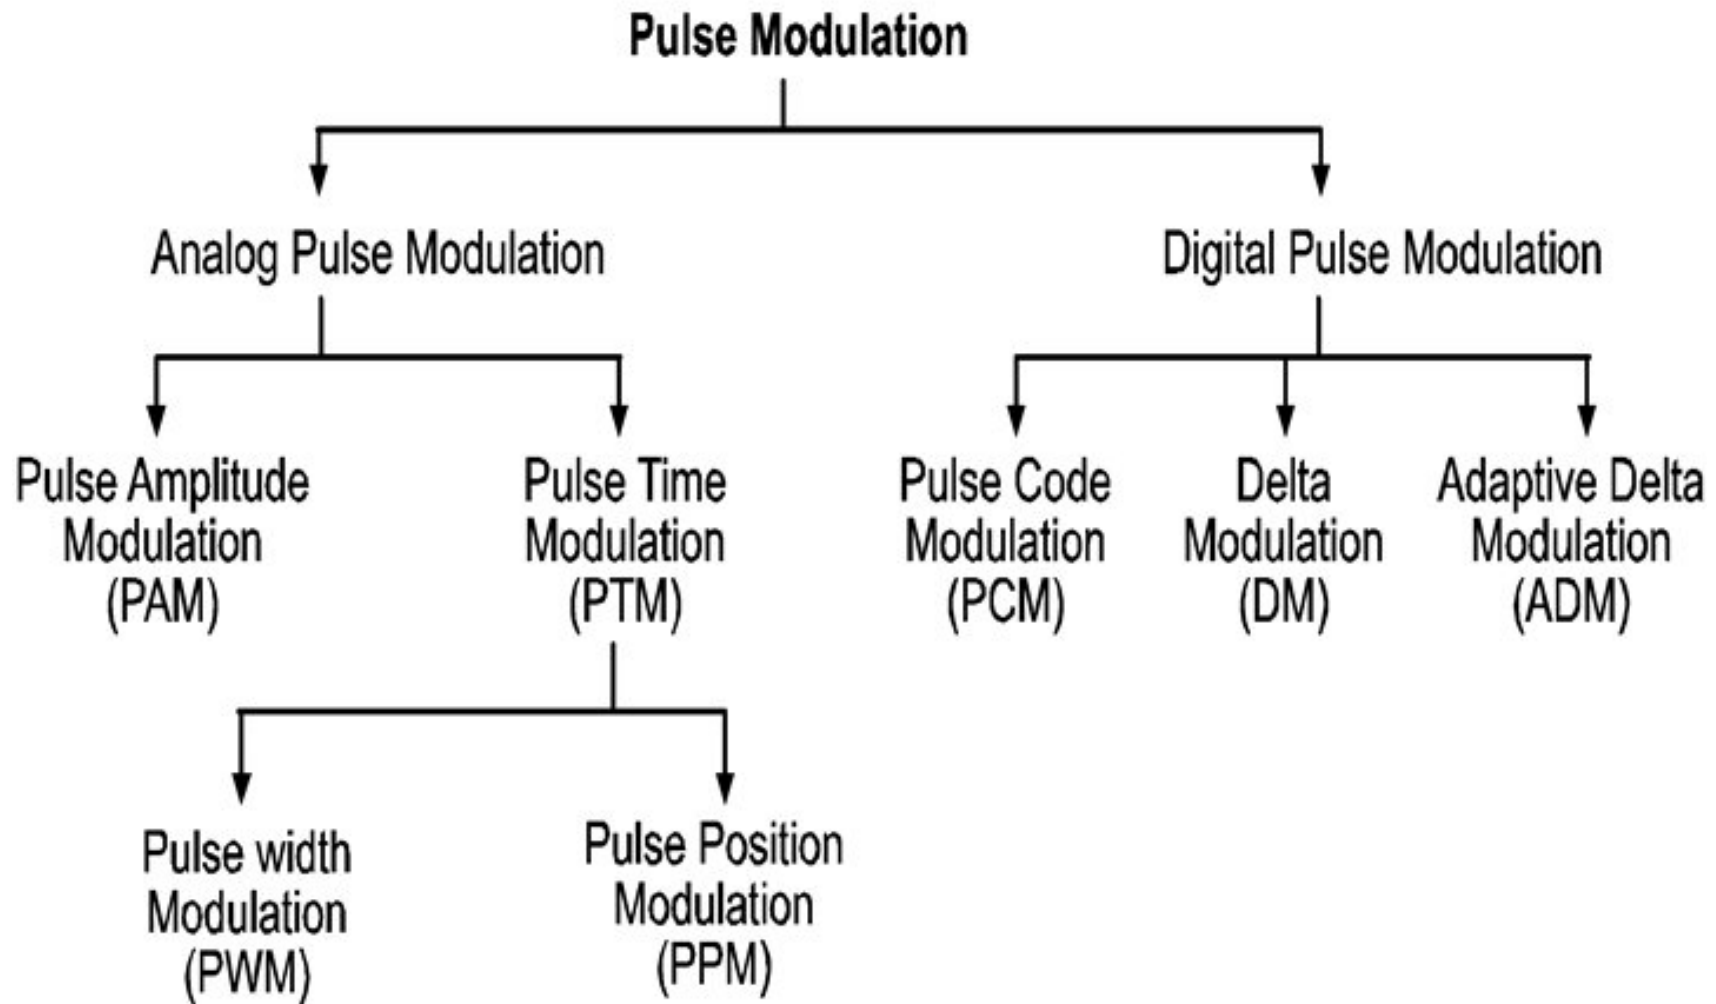 Pulse Modulation
Analog Pulse Modulation
Digital Pulse Modulation
Pulse Amplitude
Modulation
(PAM)
Pulse Time
Modulation
(PTM)
Pulse Code
Modulation
(PCM)
Delta
Modulation
(DM)
Adaptive Delta
Modulation
(ADM)
Pulse width
Modulation
(PWM)
Pulse Position
Modulation
(PPM)